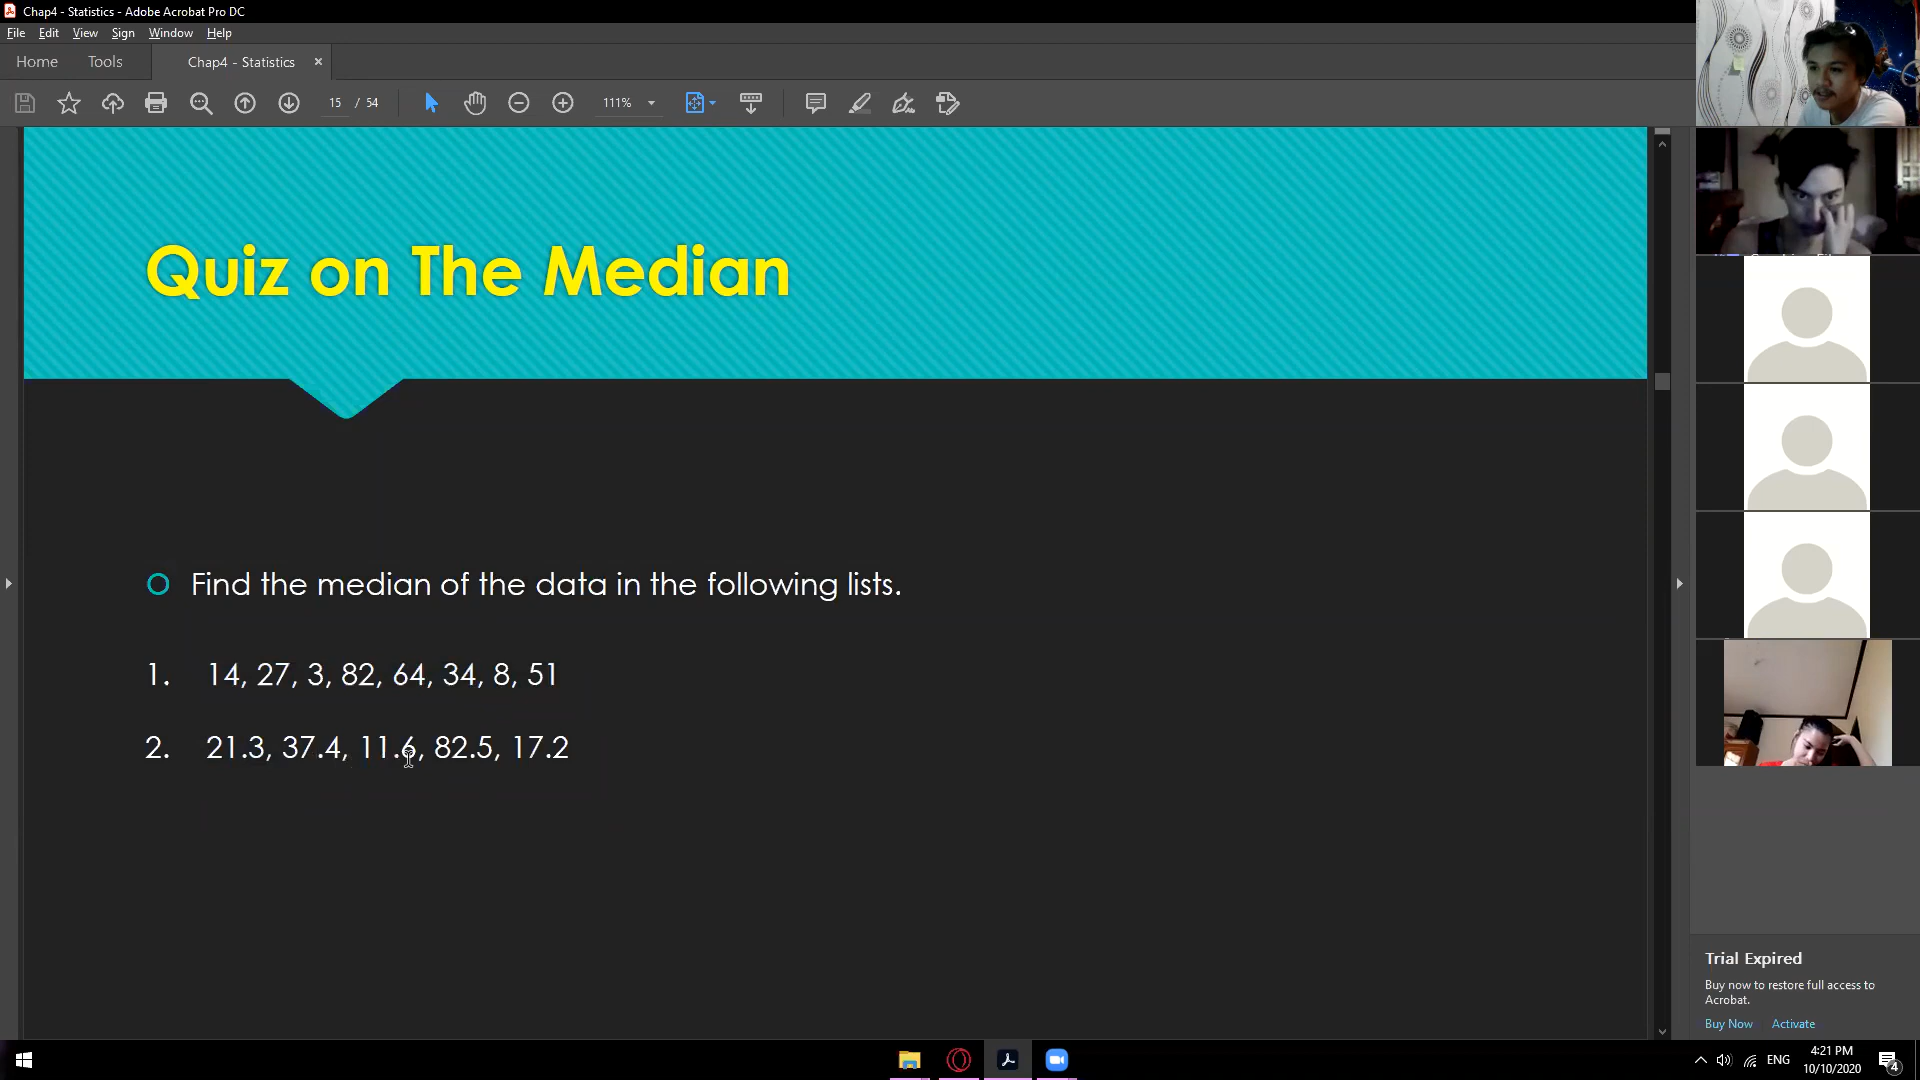 Chap4 - Statistics - Adobe Acrobat Pro DC
File Edit View Sign Window Help
Home Tools Chap4 - Statistics ×
15 / 54 111%
Quiz on The Median
Find the median of the data in the following lists.
1. 14, 27, 3, 82, 64, 34, 8, 51
2. 21.3, 37.4, 11.6, 82.5, 17.2
Trial Expired
Buy now to restore full access to
Acrobat.
Buy Now Activate
ENG
4:21 PM
10/10/2020
4